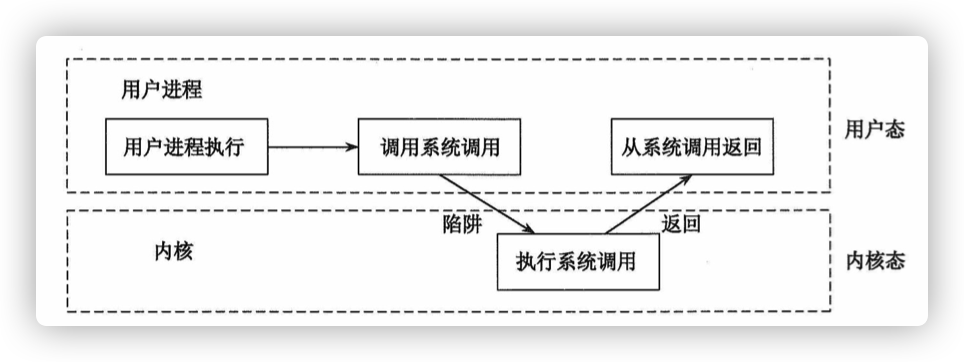 用户进程
用户进程执行
调用系统调用
从系统调用返回
用户态
陷阱
返回
内核
执行系统调用
内核态